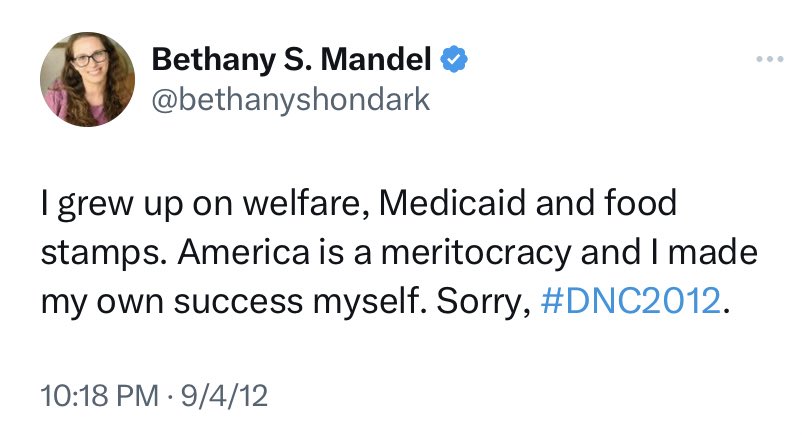 Bethany S. Mandel
@bethanyshondark
I grew up on welfare, Medicaid and food
stamps. America is a meritocracy and I made
my own success myself. Sorry, #DNC2012.
10:18 PM · 9/4/12